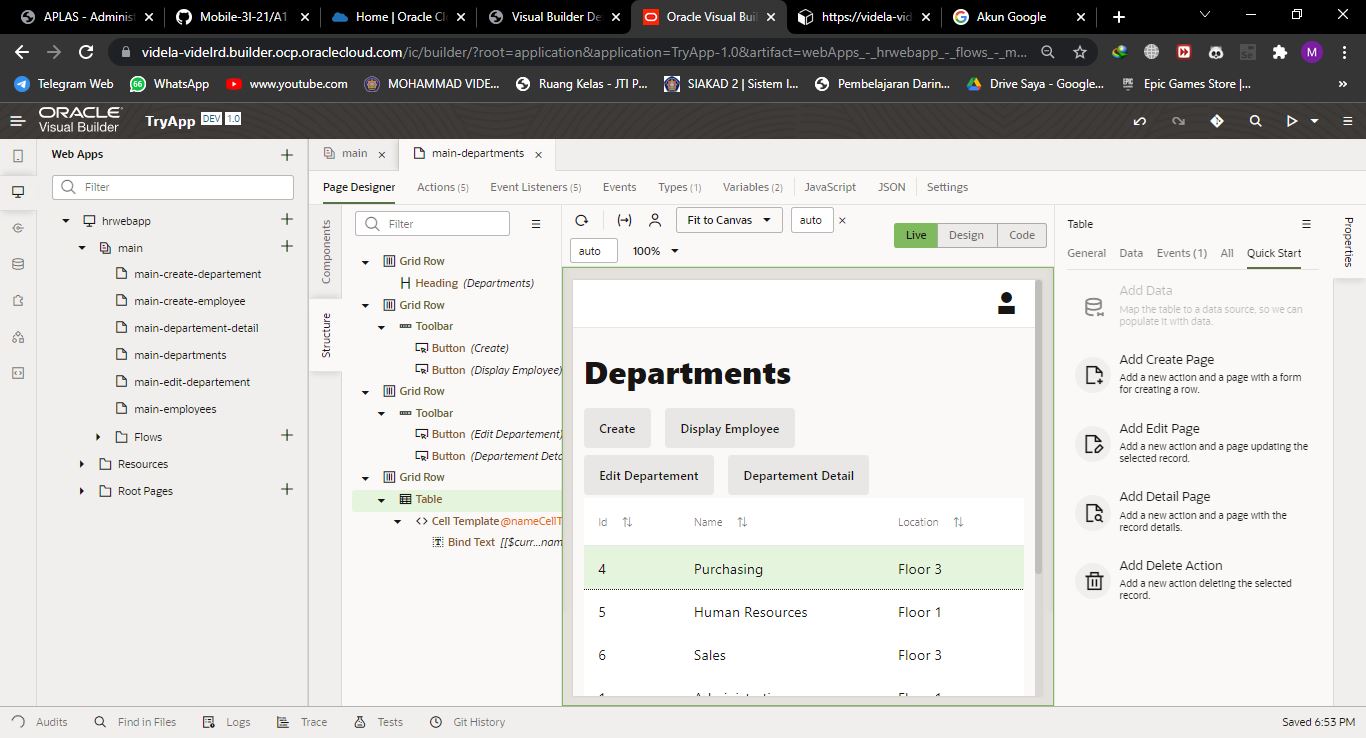 APLAS - Adminis
Mobile-3I-21/A1
Home | Oracle Cl
Visual Builder De
Oracle Visual Buil
https://videla-vid
Akun Google
videla-videlrd.builder.ocp.oraclecloud.com/ic/builder/?root=application&application=TryApp-1.0&artifact=webApps_-_hrwebapp_-_flows_-_m...
M
Telegram Web
WhatsApp
www.youtube.com
MOHAMMAD VIDE...
Ruang Kelas - JTI P...
SIAKAD 2 | Sistem I...
Pembelajaran Darin...
Drive Saya - Google...
Epic Games Store |...
ORACLE
Visual Builder
TryApp DEV 1.0
Web Apps
Filter
hrwebapp
main
main-create-departement
main-create-employee
main-departement-detail
main-departments
main-edit-departement
main-employees
Flows
Resources
Root Pages
main
main-departments
Page Designer
Actions (5)
Event Listeners (5)
Events
Types (1)
Variables (2)
JavaScript
JSON
Settings
Components
Structure
Filter
Grid Row
Heading (Departments)
Grid Row
Toolbar
Button (Create)
Button (Display Employee)
Grid Row
Toolbar
Button (Edit Departement)
Button (Departement Deta
Grid Row
Table
Cell Template @nameCellT
Bind Text [[$curr...nam
Fit to Canvas
auto
auto
100%
Live
Design
Code
Departments
Create
Display Employee
Edit Departement
Departement Detail
Id Name Location
4 Purchasing Floor 3
5 Human Resources Floor 1
6 Sales Floor 3
Table
General
Data
Events (1)
All
Quick Start
Add Data
Map the table to a data source, so we can
populate it with data.
Add Create Page
Add a new action and a page with a form
for creating a row.
Add Edit Page
Add a new action and a page updating the
selected record.
Add Detail Page
Add a new action and a page with the
record details.
Add Delete Action
Add a new action deleting the selected
record.
Properties
Audits
Find in Files
Logs
Trace
Tests
Git History
Saved 6:53 PM